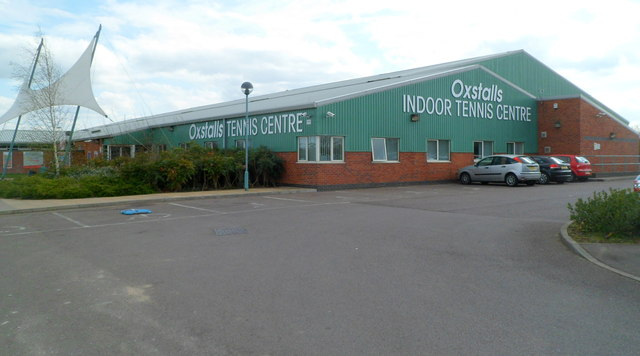 Oxstalls TENNIS CENTRE
Oxstalls
INDOOR TENNIS CENTRE